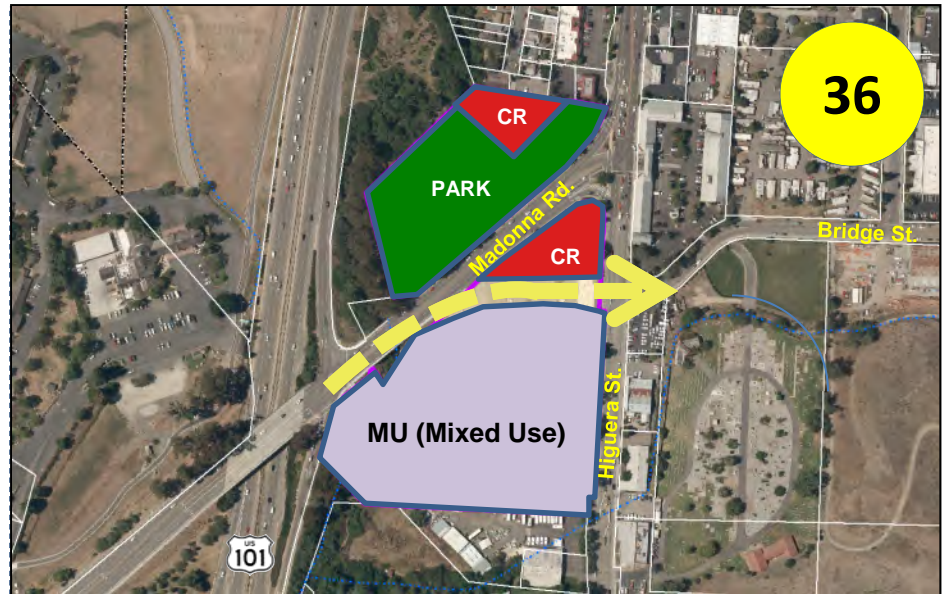 36
CR
PARK
Madonna Rd.
CR
Bridge St.
MU (Mixed Use)
Higuera St.
US
101